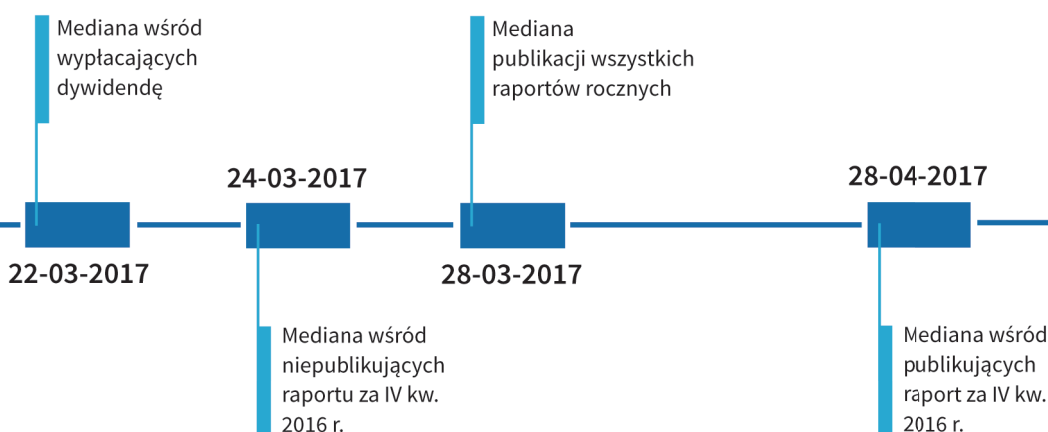 Mediana wśród
wypłacających
dywidendę
22-03-2017
24-03-2017
Mediana wśród
niepublikujących
raportu za IV kw.
2016 r.
Mediana
publikacji wszystkich
raportów rocznych
28-03-2017
28-04-2017
Mediana wśród
publikujących
raport za IV kw.
2016 r.